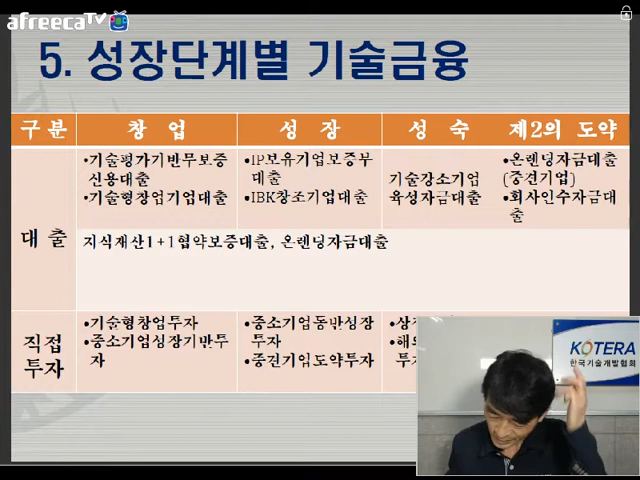 afreecaTV
5. 성장단계별 기술금융
구분 창업 성장 성숙 제2의 도약
대출
•기술평가기반무보증
신용대출
•기술형창업기업대출
•IP보유기업보증부
대출
•IBK창조기업대출
기술강소기업
육성자금대출
•온렌딩자금대출
(중견기업)
•회사인수자금대
출
지식재산1+1협약보증대출, 온렌딩자금대출
직접
투자
•기술형창업투자
•중소기업성장기반투
자
•중소기업동반성장
투자
•중견기업도약투자
KOTERA
한국기술개발협회